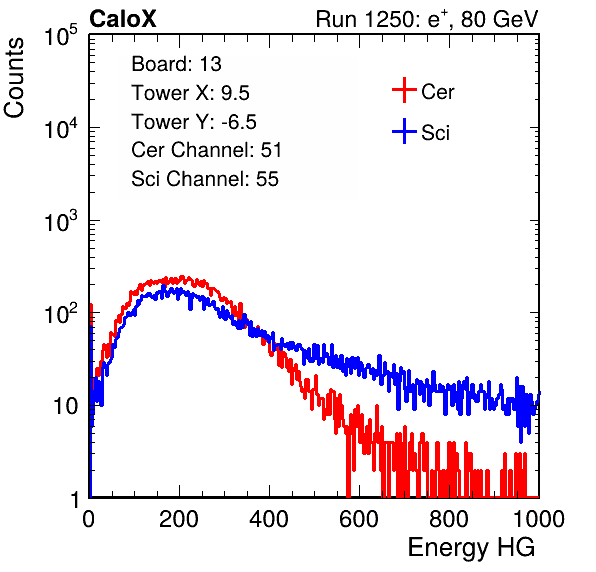 CaloX Run 1250: e⁺, 80 GeV
Counts
Board: 13
Tower X: 9.5
Tower Y: -6.5
Cer Channel: 51
Sci Channel: 55
Cer
Sci
10⁵
10⁴
10³
10²
10
1
0 200 400 600 800 1000
Energy HG